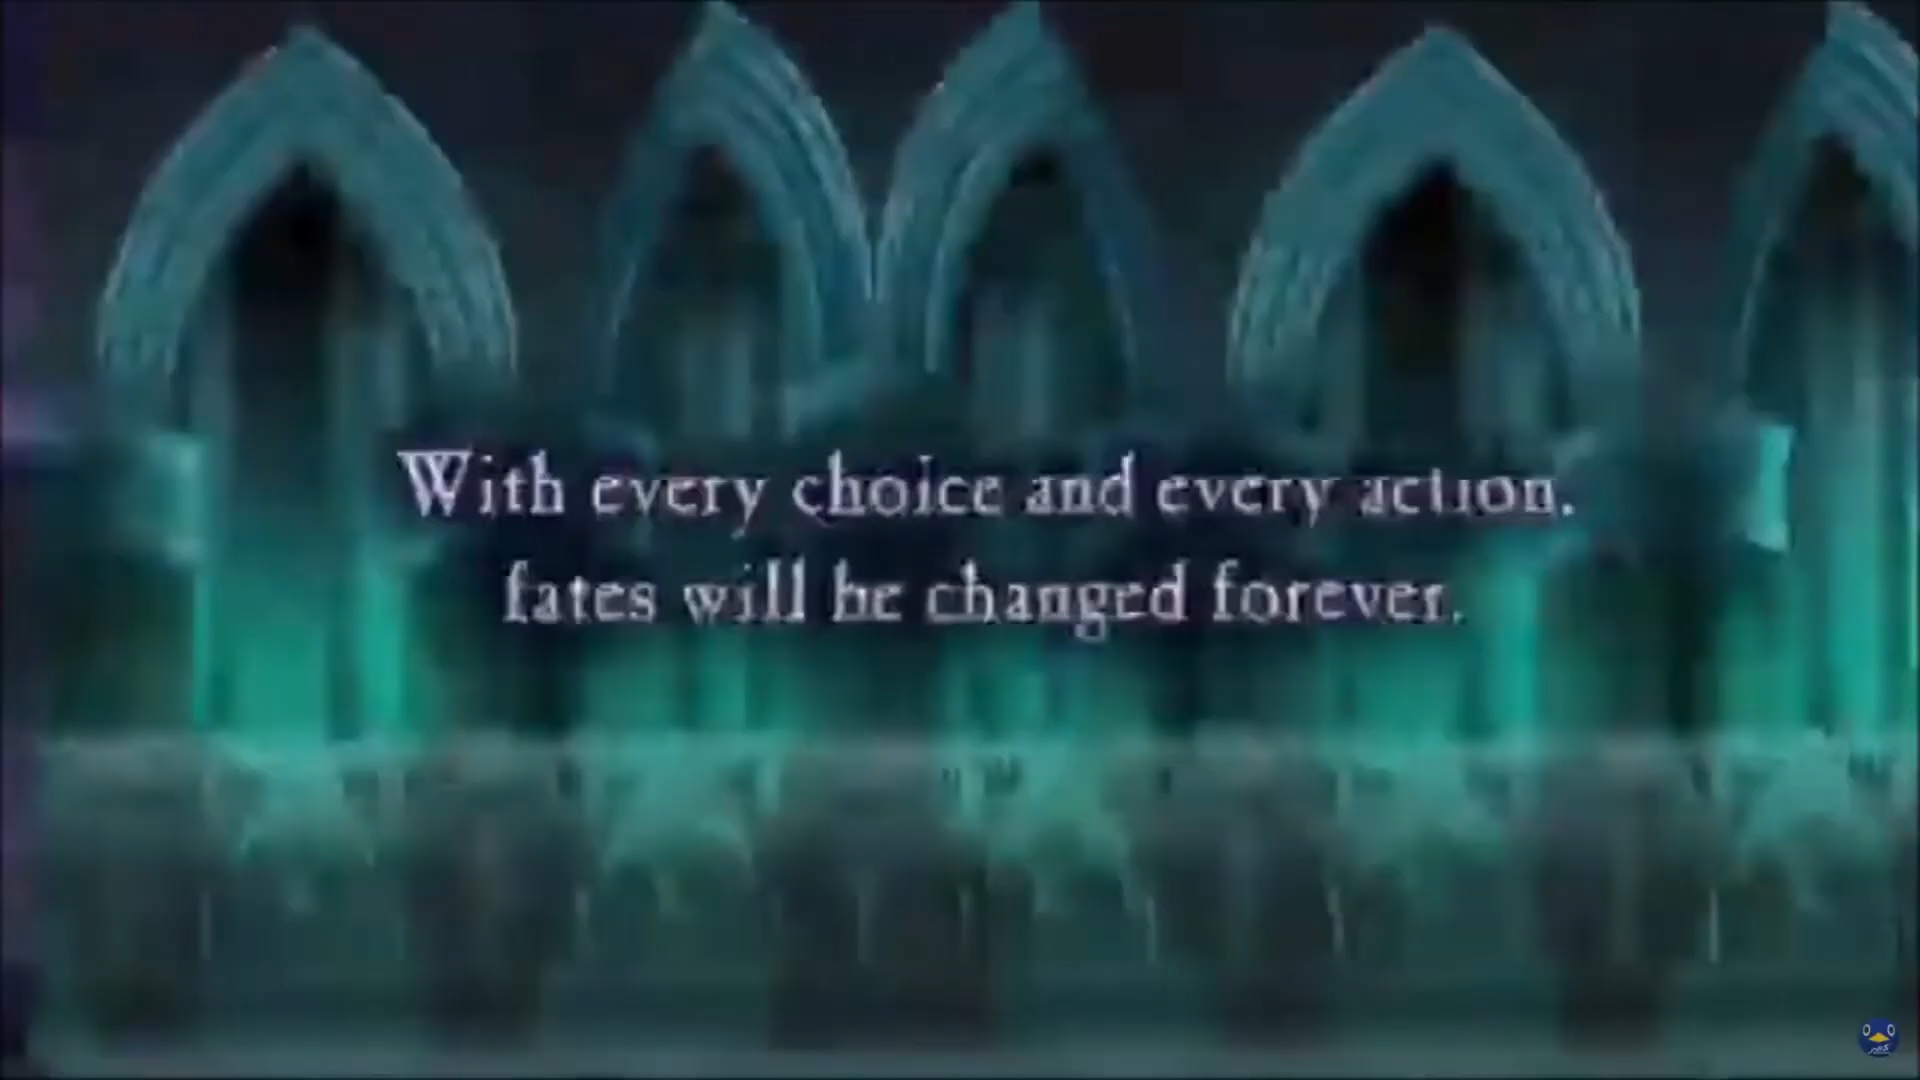 With every choice and every action,
fates will be changed forever.